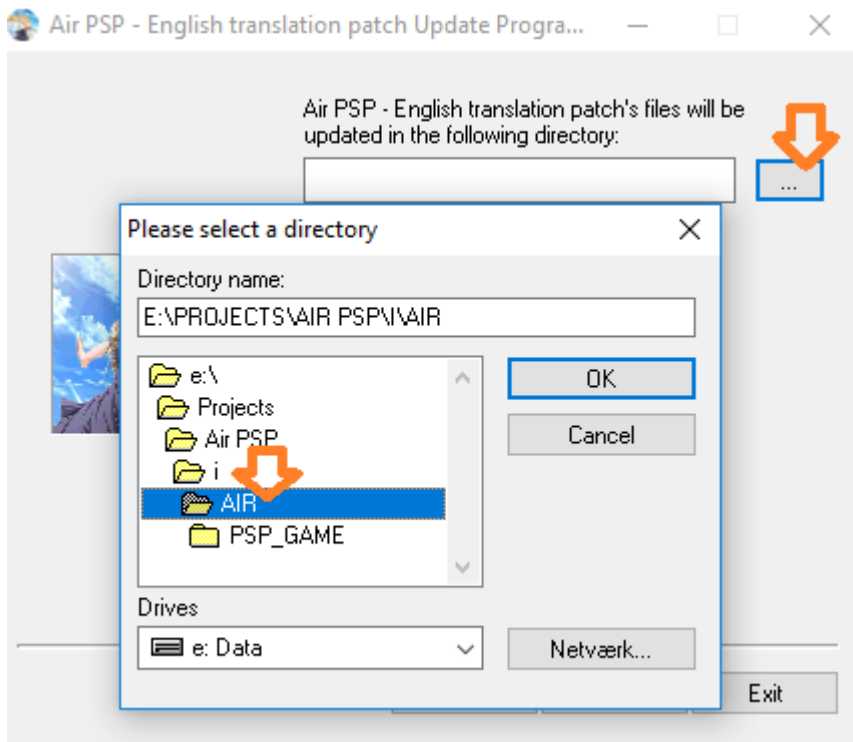 Air PSP - English translation patch Update Progra...
Air PSP - English translation patch's files will be
updated in the following directory:
...
Please select a directory
Directory name:
E:\PROJECTS\AIR PSP\I\AIR
e:\
OK
Projects
Air PSP
Cancel
i
AIR
PSP_GAME
Drives
e: Data
Netværk...
Exit